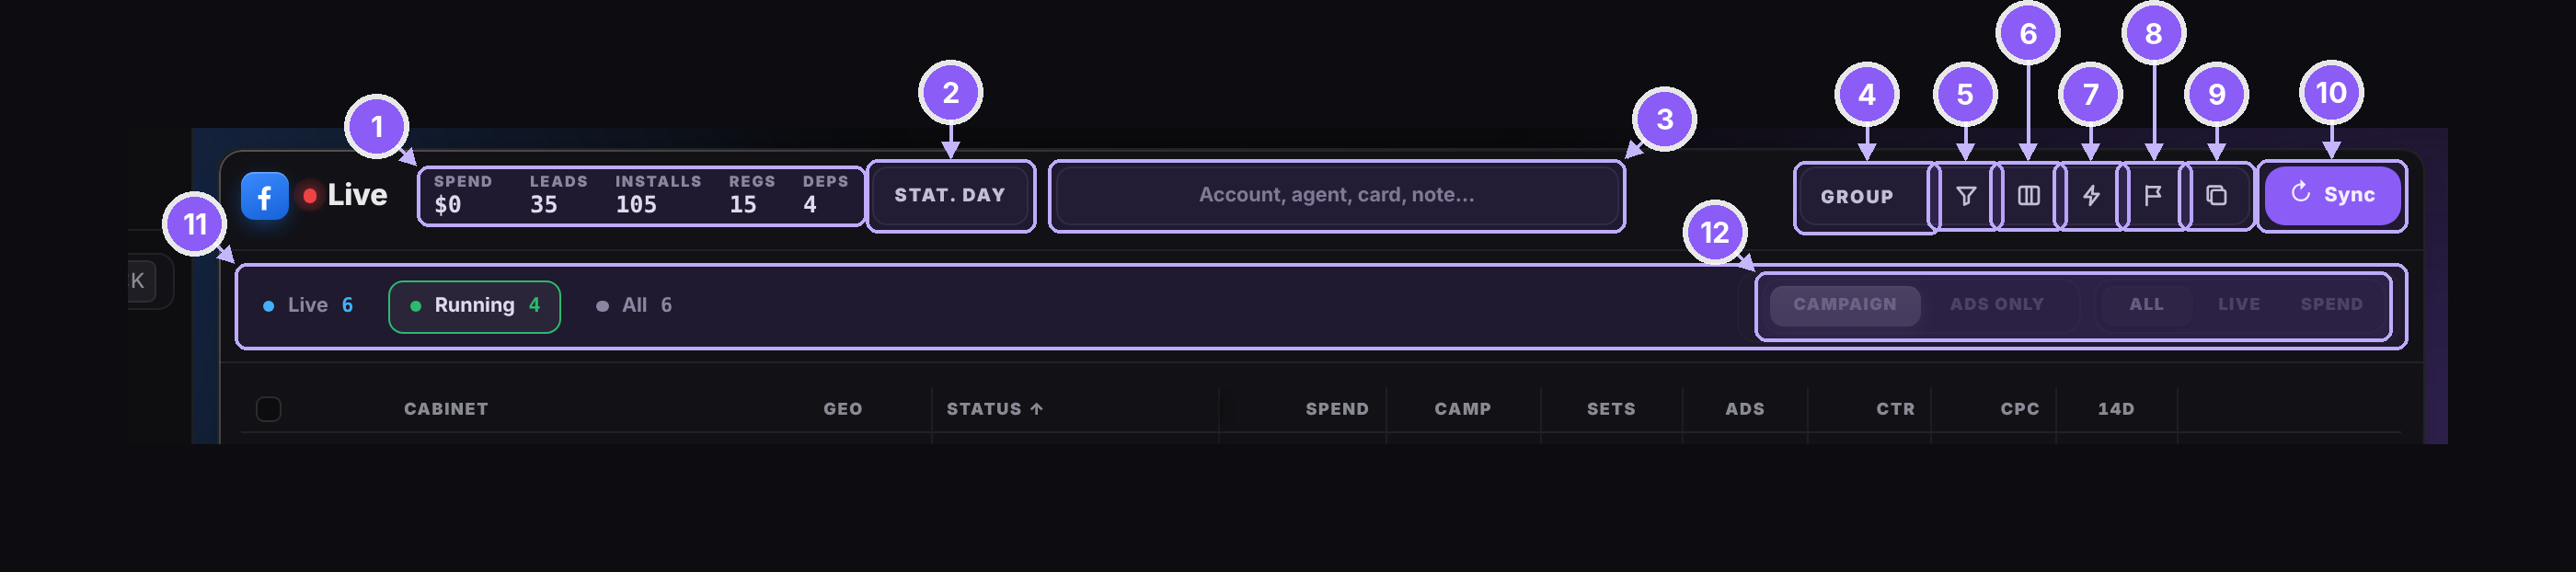 6
8
2
4
5
7
9
10
1
3
f
Live
SPEND
$0
LEADS
35
INSTALLS
105
REGS
15
DEPS
4
STAT. DAY
Account, agent, card, note...
GROUP
Sync
11
12
K
Live 6
Running 4
All 6
CAMPAIGN
ADS ONLY
ALL
LIVE
SPEND
CABINET
GEO
STATUS ↑
SPEND
CAMP
SETS
ADS
CTR
CPC
14D